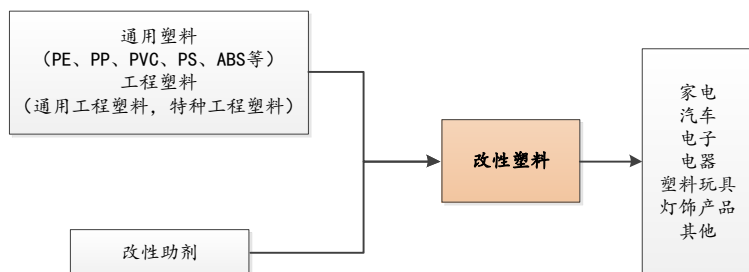 通用塑料
（PE、PP、PVC、PS、ABS等）
工程塑料
（通用工程塑料，特种工程塑料）
改性助剂
改性塑料
家电
汽车
电子
电器
塑料玩具
灯饰产品
其他